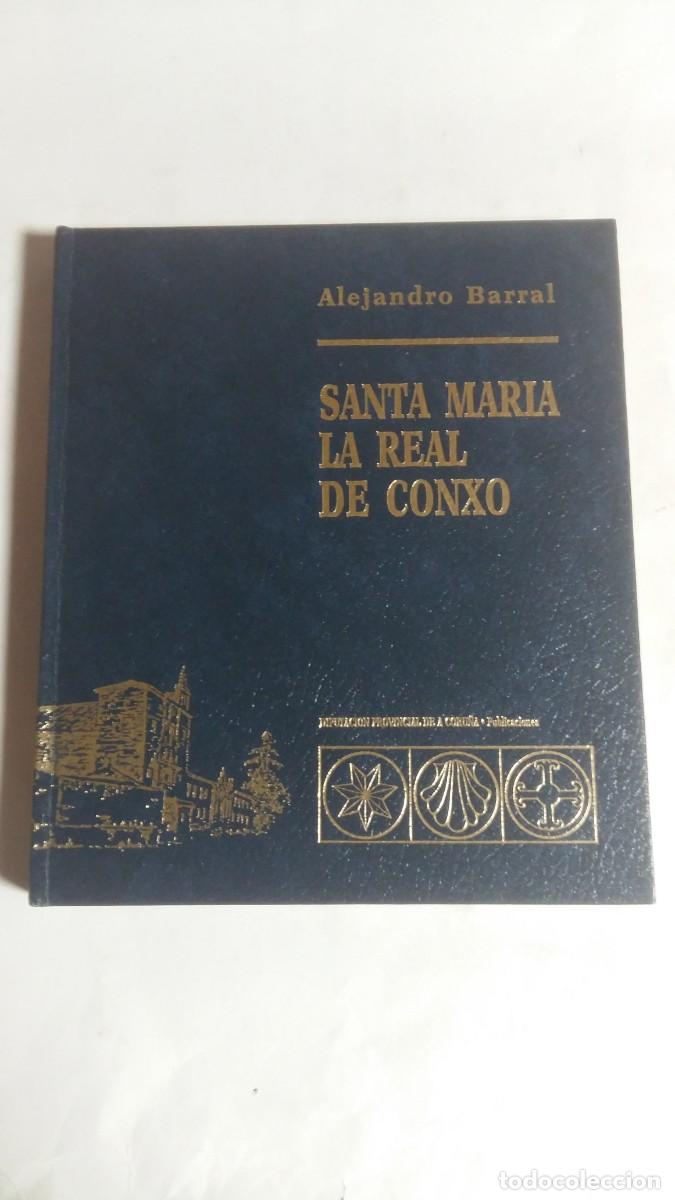 Alejandro Barral
SANTA MARIA
LA REAL
DE CONXO
DIPUTACION PROVINCIAL DE A CORUÑA • Publicaciones
todocoleccion